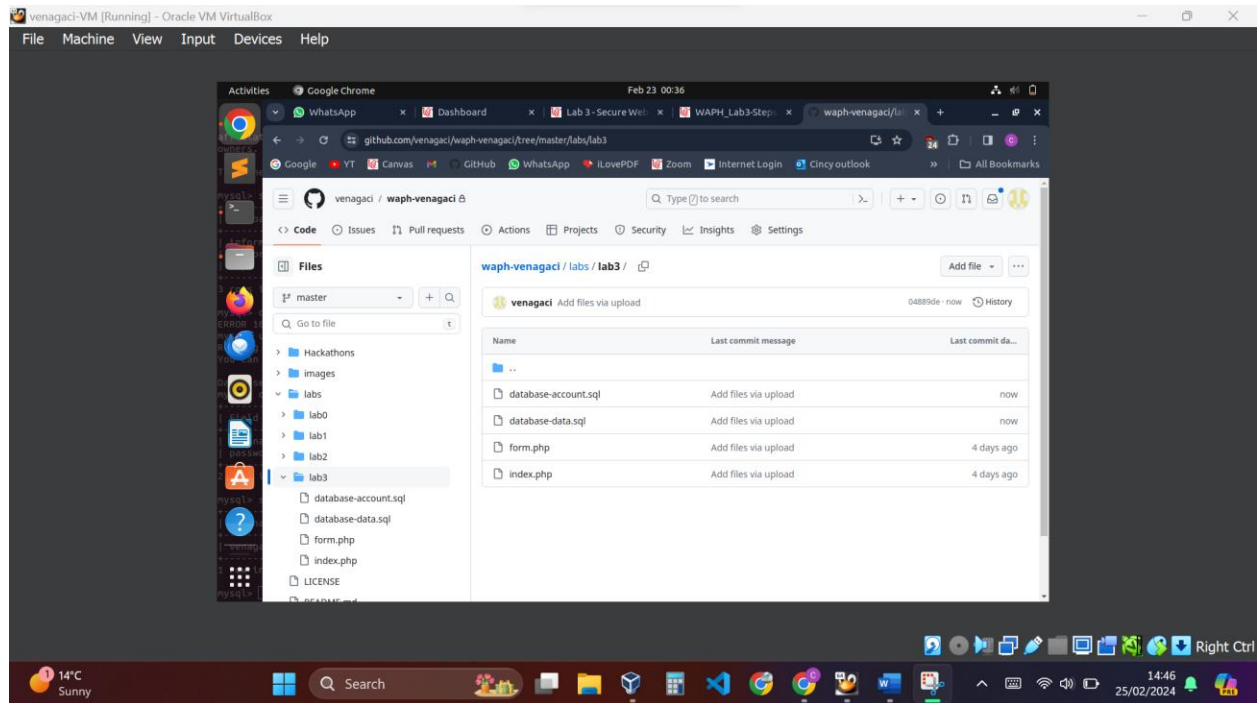 venagaci-VM [Running] - Oracle VM VirtualBox
File Machine View Input Devices Help
Activities Google Chrome Feb 23 00:36
WhatsApp Dashboard Lab 3 - Secure Web WAPH_Lab3-Steps waph-venagaci/la
github.com/venagaci/waph-venagaci/tree/master/labs/lab3
24
Google YT Canvas GitHub WhatsApp iLovePDF Zoom Internet Login Cincy outlook » All Bookmarks
venagaci / waph-venagaci
Type / to search
<> Code Issues Pull requests Actions Projects Security Insights Settings
Files
waph-venagaci / labs / lab3 /
Add file
master
venagaci Add files via upload
04889de · now History
Go to file t
Name Last commit message Last commit da...
Hackathons
..
images
database-account.sql Add files via upload now
labs
database-data.sql Add files via upload now
lab0
form.php Add files via upload 4 days ago
lab1
index.php Add files via upload 4 days ago
lab2
lab3
database-account.sql
database-data.sql
form.php
index.php
LICENSE
Right Ctrl
1
14°C
Sunny
Search
14:46
25/02/2024